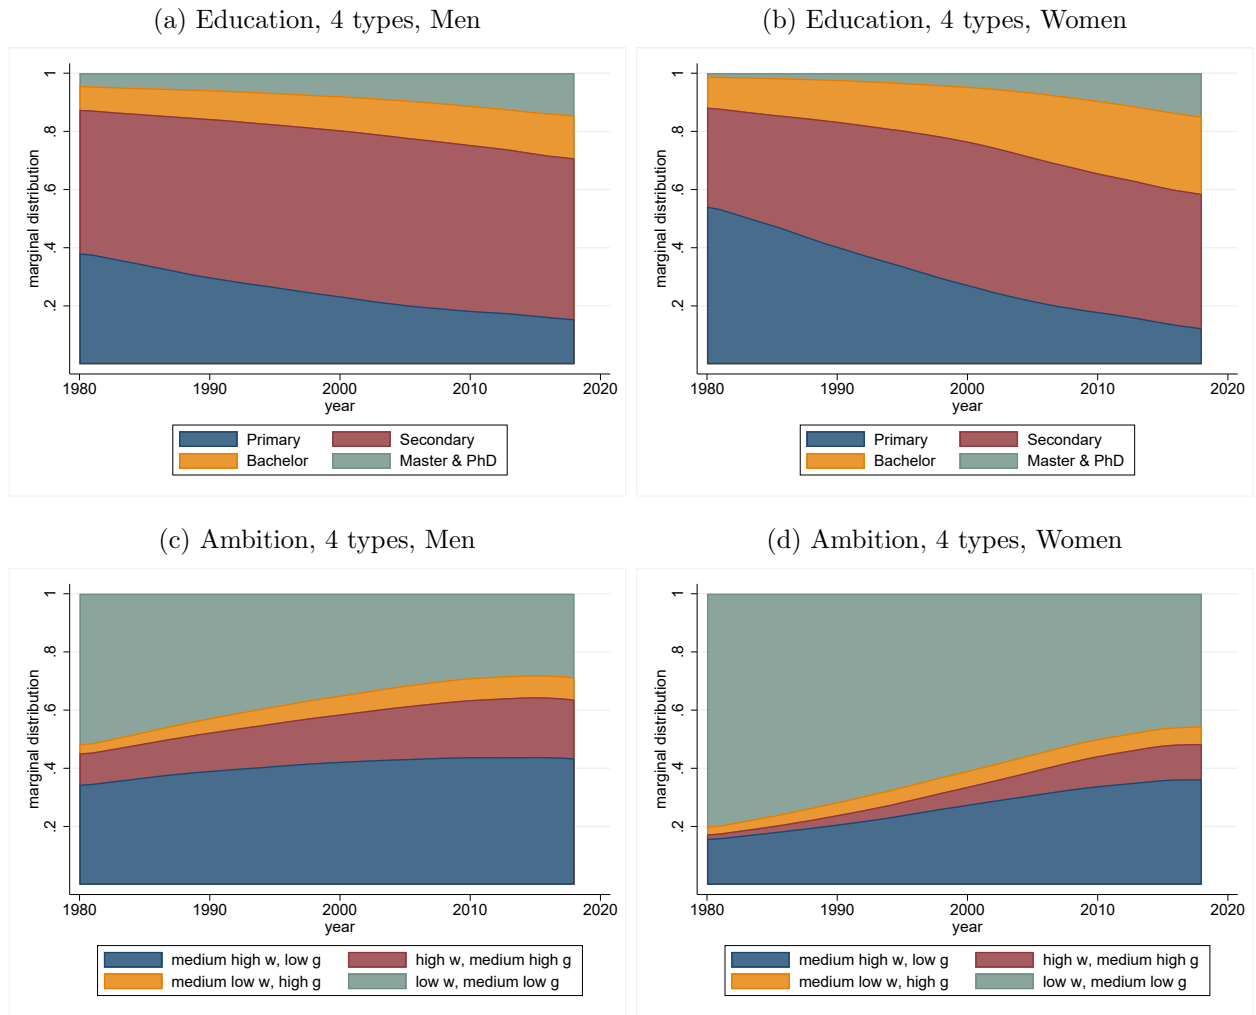 (a) Education, 4 types, Men
marginal distribution
1
.8
.6
.4
.2
1980 1990 2000 2010 2020
year
Primary Secondary
Bachelor Master & PhD
(b) Education, 4 types, Women
marginal distribution
1
.8
.6
.4
.2
1980 1990 2000 2010 2020
year
Primary Secondary
Bachelor Master & PhD
(c) Ambition, 4 types, Men
marginal distribution
1
.8
.6
.4
.2
1980 1990 2000 2010 2020
year
medium high w, low g high w, medium high g
medium low w, high g low w, medium low g
(d) Ambition, 4 types, Women
marginal distribution
1
.8
.6
.4
.2
1980 1990 2000 2010 2020
year
medium high w, low g high w, medium high g
medium low w, high g low w, medium low g